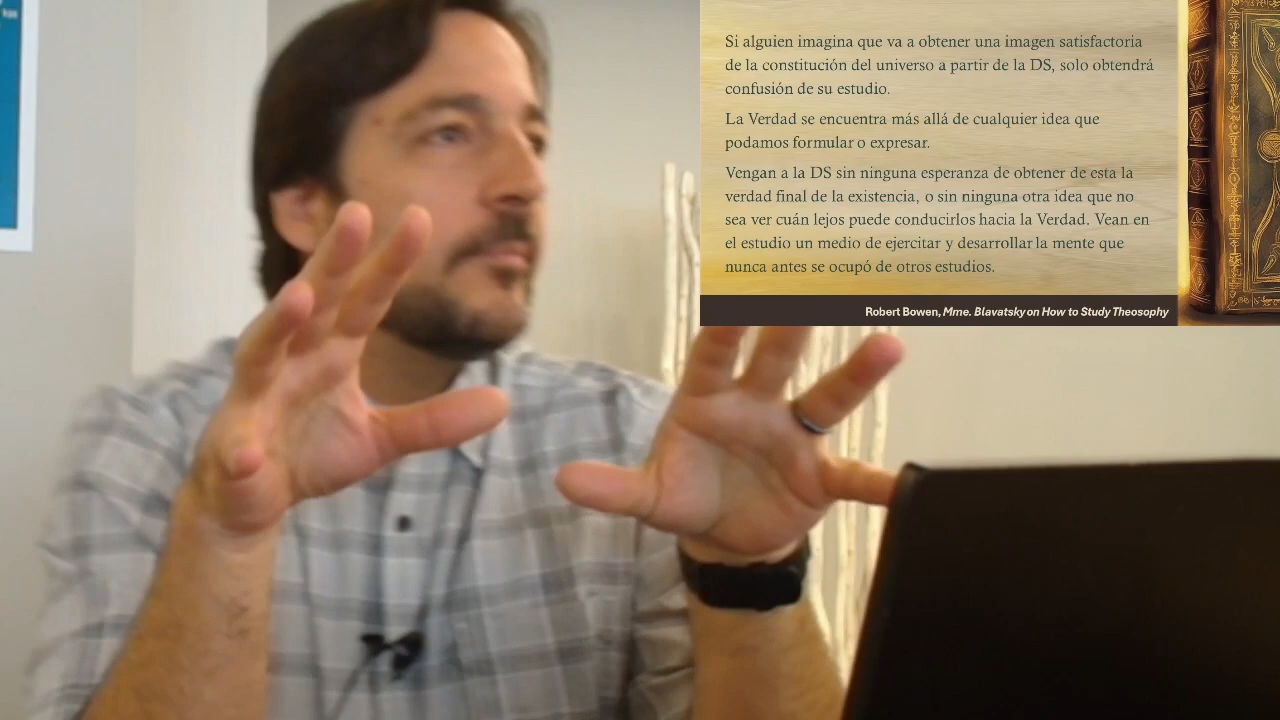 Si alguien imagina que va a obtener una imagen satisfactoria
de la constitución del universo a partir de la DS, solo obtendrá
confusión de su estudio.
La Verdad se encuentra más allá de cualquier idea que
podamos formular o expresar.
Vengan a la DS sin ninguna esperanza de obtener de esta la
verdad final de la existencia, o sin ninguna otra idea que no
sea ver cuán lejos puede conducirlos hacia la Verdad. Vean en
el estudio un medio de ejercitar y desarrollar la mente que
nunca antes se ocupó de otros estudios.
Robert Bowen, Mme. Blavatsky on How to Study Theosophy